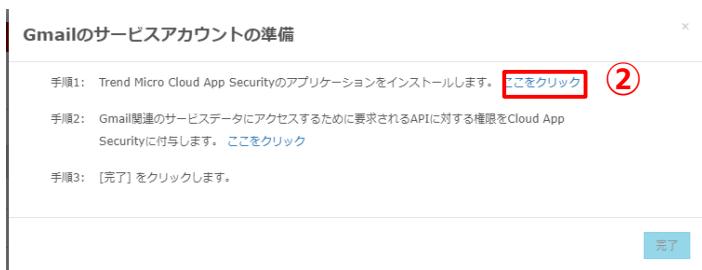 Gmailのサービスアカウントの準備
×
手順1: Trend Micro Cloud App Securityのアプリケーションをインストールします。 ここをクリック
②
手順2: Gmail関連のサービスデータにアクセスするために要求されるAPIに対する権限をCloud App
Securityに付与します。 ここをクリック
手順3: [完了] をクリックします。
完了